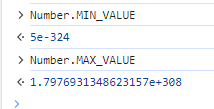 > Number.MIN_VALUE
< 5e-324
> Number.MAX_VALUE
< 1.7976931348623157e+308
>